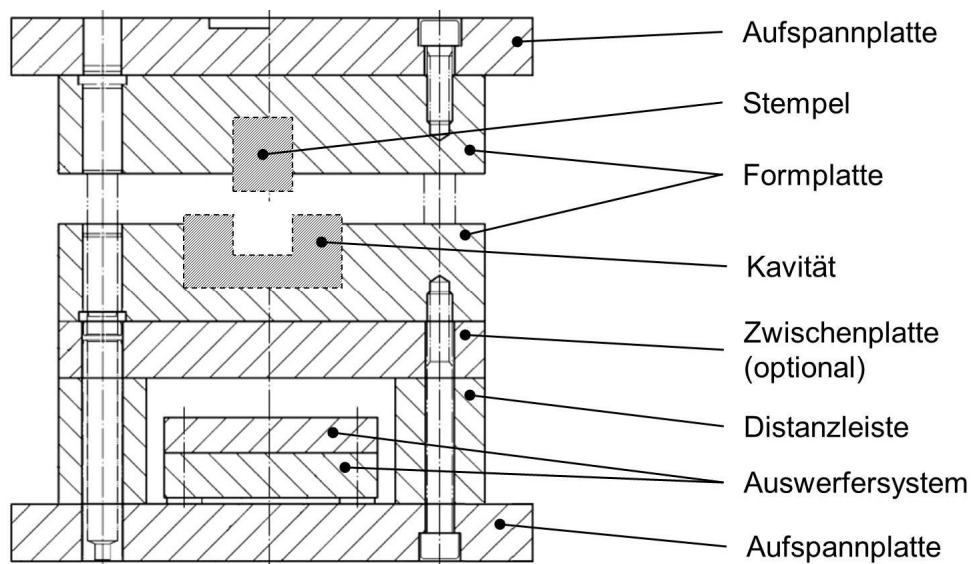 Aufspannplatte
Stempel
Formplatte
Kavität
Zwischenplatte
(optional)
Distanzleiste
Auswerfersystem
Aufspannplatte